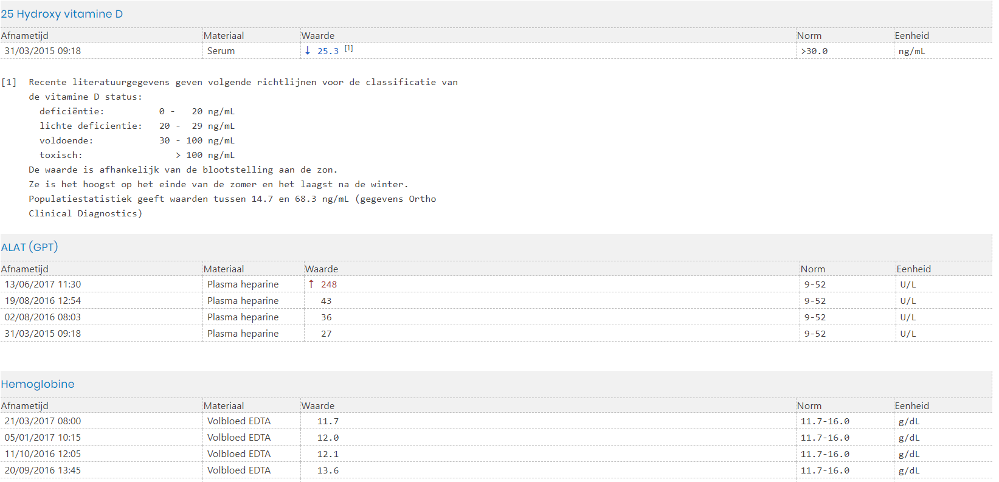 25 Hydroxy vitamine D
Afnametijd Materiaal Waarde Norm Eenheid
31/03/2015 09:18 Serum ↓ 25.3 [1] >30.0 ng/mL
[1] Recente literatuurgegevens geven volgende richtlijnen voor de classificatie van
de vitamine D status:
deficiëntie: 0 - 20 ng/mL
lichte deficientie: 20 - 29 ng/mL
voldoende: 30 - 100 ng/mL
toxisch: > 100 ng/mL
De waarde is afhankelijk van de blootstelling aan de zon.
Ze is het hoogst op het einde van de zomer en het laagst na de winter.
Populatiestatistiek geeft waarden tussen 14.7 en 68.3 ng/mL (gegevens Ortho
Clinical Diagnostics)
ALAT (GPT)
Afnametijd Materiaal Waarde Norm Eenheid
13/06/2017 11:30 Plasma heparine ↑ 248 9-52 U/L
19/08/2016 12:54 Plasma heparine 43 9-52 U/L
02/08/2016 08:03 Plasma heparine 36 9-52 U/L
31/03/2015 09:18 Plasma heparine 27 9-52 U/L
Hemoglobine
Afnametijd Materiaal Waarde Norm Eenheid
21/03/2017 08:00 Volbloed EDTA 11.7 11.7-16.0 g/dL
05/01/2017 10:15 Volbloed EDTA 12.0 11.7-16.0 g/dL
11/10/2016 12:05 Volbloed EDTA 12.1 11.7-16.0 g/dL
20/09/2016 13:45 Volbloed EDTA 13.6 11.7-16.0 g/dL